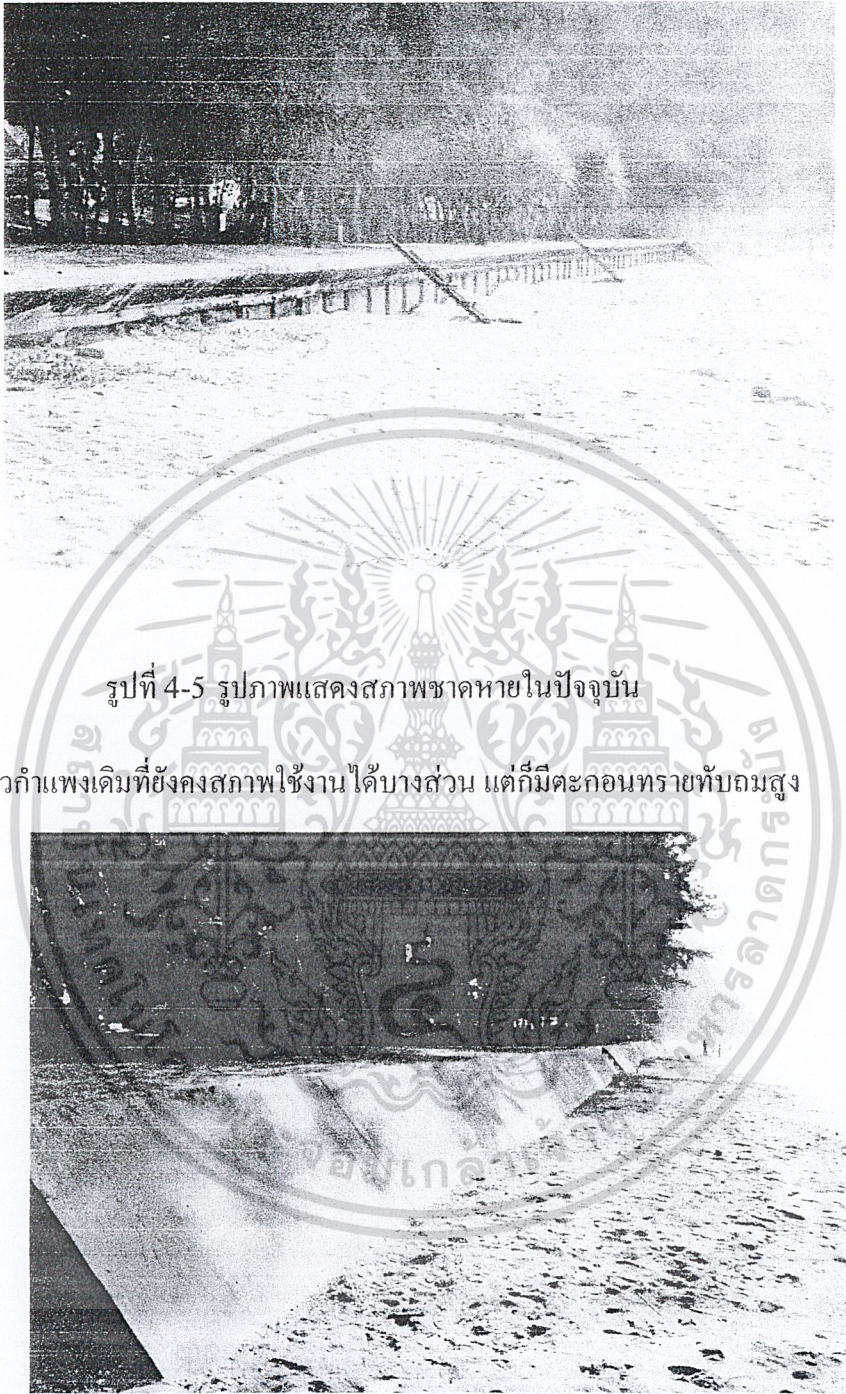 รูปที่ 4-5 รูปภาพแสดงสภาพชาดหายในปัจจุบัน
วกำแพงเดิมที่ยังคงสภาพใช้งานได้บางส่วน แต่ก็มีตะกอนทรายทับถมสูง